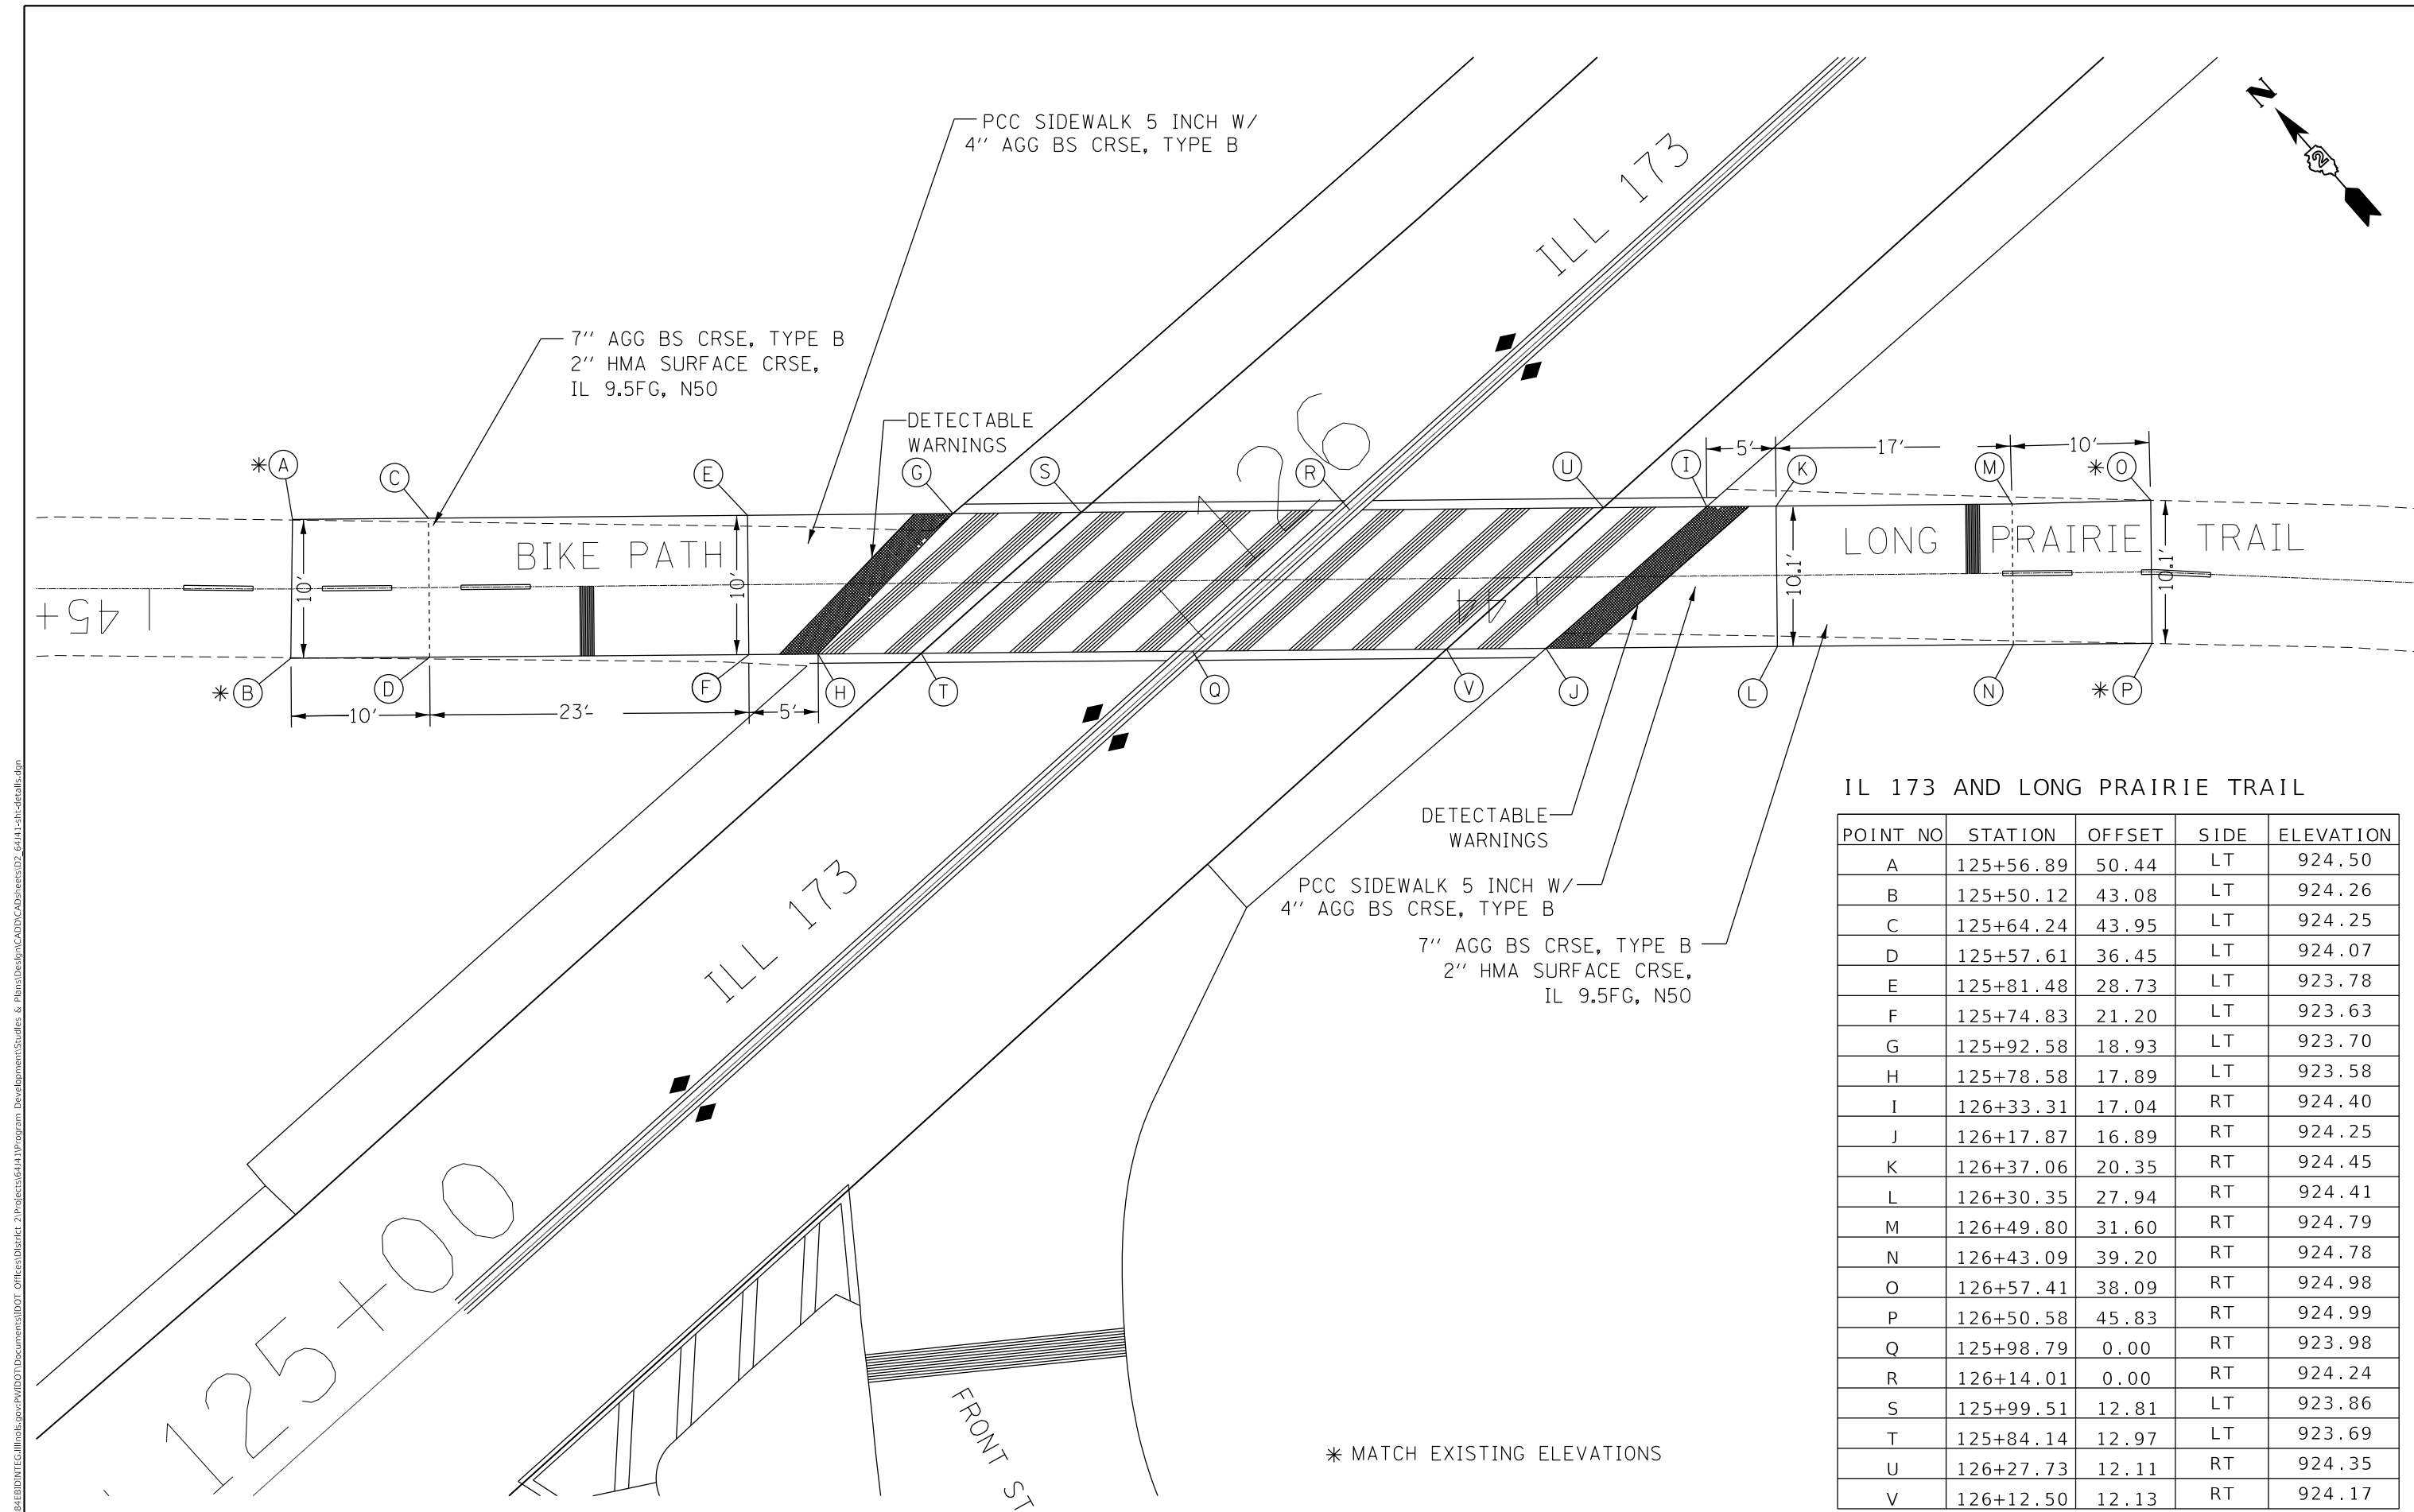 PCC SIDEWALK 5 INCH W/
4'' AGG BS CRSE, TYPE B
N
2
ILL 173
7'' AGG BS CRSE, TYPE B
2'' HMA SURFACE CRSE,
IL 9.5FG, N50
DETECTABLE
WARNINGS
126
* A
C
E
G
S
R
U
I
K
M
* O
5'
17'
10'
BIKE PATH
LONG PRAIRIE TRAIL
10'
10'
10.1'
10.1'
145+
144
* B
D
F
H
T
Q
V
J
L
N
* P
10'
23'
5'
DETECTABLE
WARNINGS
PCC SIDEWALK 5 INCH W/
4'' AGG BS CRSE, TYPE B
7'' AGG BS CRSE, TYPE B
2'' HMA SURFACE CRSE,
IL 9.5FG, N50
ILL 173
125+00
FRONT ST
* MATCH EXISTING ELEVATIONS
IL 173 AND LONG PRAIRIE TRAIL
POINT NO STATION OFFSET SIDE ELEVATION
A 125+56.89 50.44 LT 924.50
B 125+50.12 43.08 LT 924.26
C 125+64.24 43.95 LT 924.25
D 125+57.61 36.45 LT 924.07
E 125+81.48 28.73 LT 923.78
F 125+74.83 21.20 LT 923.63
G 125+92.58 18.93 LT 923.70
H 125+78.58 17.89 LT 923.58
I 126+33.31 17.04 RT 924.40
J 126+17.87 16.89 RT 924.25
K 126+37.06 20.35 RT 924.45
L 126+30.35 27.94 RT 924.41
M 126+49.80 31.60 RT 924.79
N 126+43.09 39.20 RT 924.78
O 126+57.41 38.09 RT 924.98
P 126+50.58 45.83 RT 924.99
Q 125+98.79 0.00 RT 923.98
R 126+14.01 0.00 RT 924.24
S 125+99.51 12.81 LT 923.86
T 125+84.14 12.97 LT 923.69
U 126+27.73 12.11 RT 924.35
V 126+12.50 12.13 RT 924.17